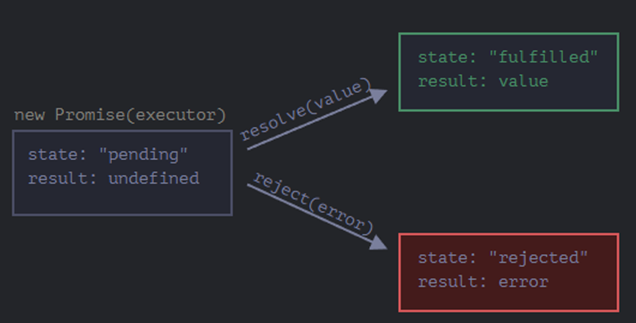 new Promise(executor)
state: "pending"
result: undefined
resolve(value)
reject(error)
state: "fulfilled"
result: value
state: "rejected"
result: error